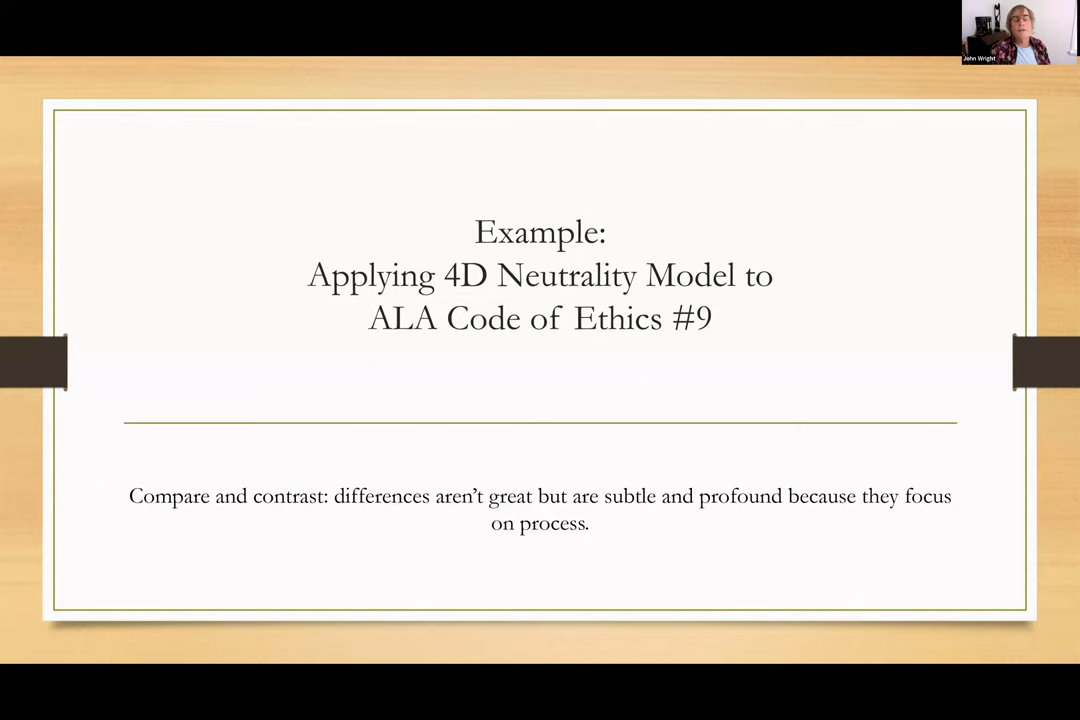 John Wright
Example:
Applying 4D Neutrality Model to
ALA Code of Ethics #9
Compare and contrast: differences aren’t great but are subtle and profound because they focus
on process.